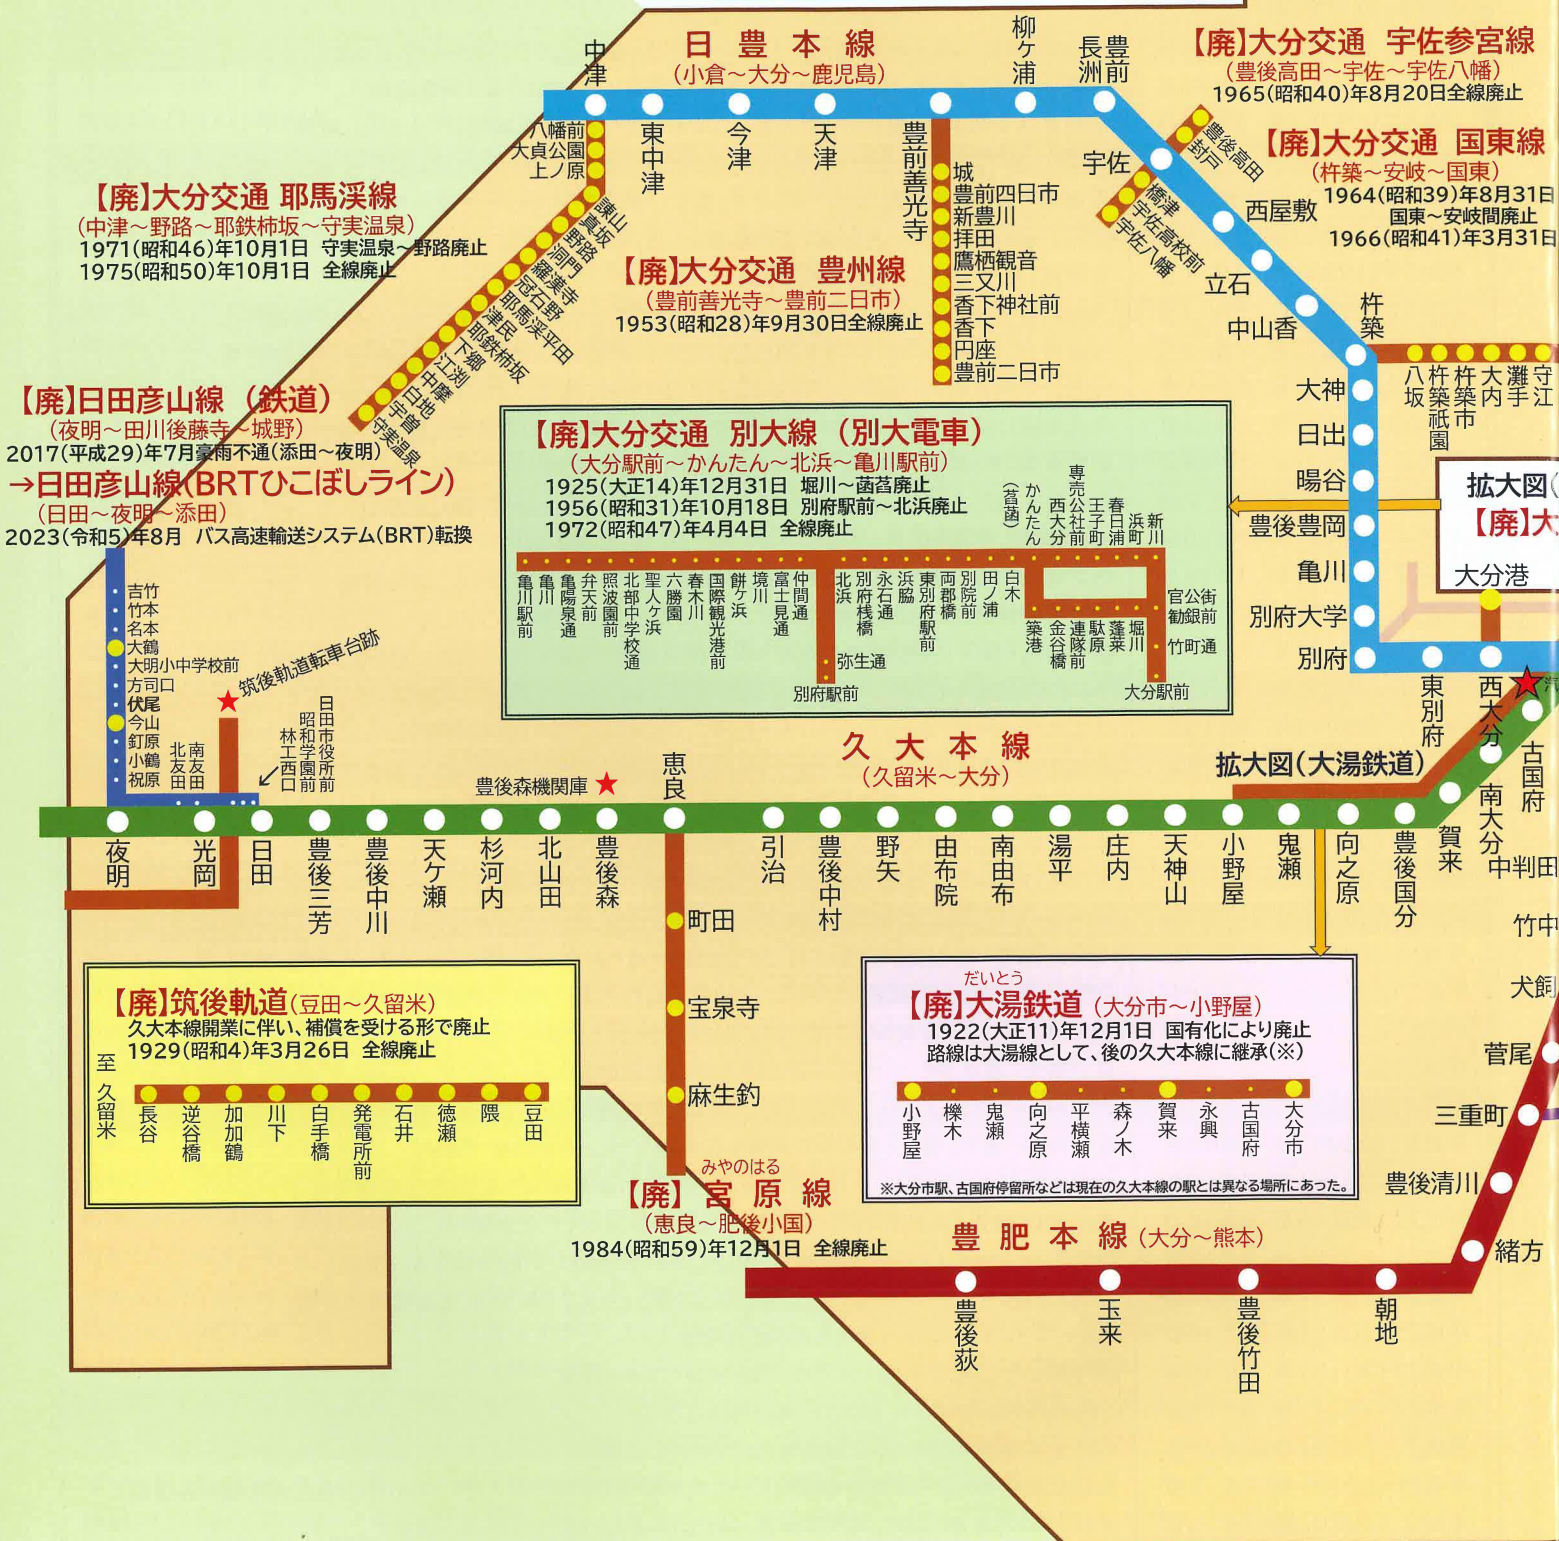 日豊本線
(小倉～大分～鹿児島)
中津
東中津
今津
天津
豊前善光寺
柳ヶ浦
豊前長洲
宇佐
西屋敷
立石
中山香
杵築
大神
日出
暘谷
豊後豊岡
亀川
別府大学
別府
東別府
西大分
【廃】大分交通 宇佐参宮線
(豊後高田～宇佐～宇佐八幡)
1965(昭和40)年8月20日全線廃止
豊後高田
封戸
橋津
宇佐高校前
宇佐八幡
【廃】大分交通 国東線
(杵築～安岐～国東)
1964(昭和39)年8月31日
国東～安岐間廃止
1966(昭和41)年3月31日
八坂
杵築祇園
杵築市
大内
灘手
守江
【廃】大分交通 耶馬渓線
(中津～野路～耶鉄柿坂～守実温泉)
1971(昭和46)年10月1日 守実温泉～野路廃止
1975(昭和50)年10月1日 全線廃止
八幡前
大貞公園
上ノ原
諌山
真坂
野路
洞門
羅漢寺
冠石野
耶馬渓平田
津民
耶鉄柿坂
下郷
江渕
中摩
白地
宇曽
守実温泉
【廃】大分交通 豊州線
(豊前善光寺～豊前二日市)
1953(昭和28)年9月30日全線廃止
城
豊前四日市
新豊川
拝田
鷹栖観音
三又川
香下神社前
香下
円座
豊前二日市
【廃】日田彦山線(鉄道)
(夜明～田川後藤寺～城野)
2017(平成29)年7月豪雨不通(添田～夜明)
→日田彦山線(BRTひこぼしライン)
(日田～夜明～添田)
2023(令和5)年8月 バス高速輸送システム(BRT)転換
吉竹
竹本
名本
大鶴
大明小中学校前
方司口
伏尾
今山
釘原
小鶴
祝原
北友田
南友田
林工西口
昭和学園前
日田市役所前
筑後軌道転車台跡
【廃】大分交通 別大線(別大電車)
(大分駅前～かんたん～北浜～亀川駅前)
1925(大正14)年12月31日 堀川～菡萏廃止
1956(昭和31)年10月18日 別府駅前～北浜廃止
1972(昭和47)年4月4日 全線廃止
亀川駅前
亀川
亀陽泉通
弁天前
照波園前
北部中学校通
聖人ヶ浜
六勝園
春木川
国際観光港前
餅ヶ浜
境川
富士見通
仲間通
北浜
別府桟橋
永石通
浜脇
東別府駅前
両郡橋
別院前
田ノ浦
白木
かんたん
(菡萏)
西大分
専売公社前
王子町
春日浦
浜町
新川
弥生通
別府駅前
築港
金谷橋
連隊前
駄原
蓬莱
堀川
官公街
勧銀前
竹町通
大分駅前
拡大図(
【廃】大
大分港
久大本線
(久留米～大分)
拡大図(大湯鉄道)
豊後森機関庫
夜明
光岡
日田
豊後三芳
豊後中川
天ケ瀬
杉河内
北山田
豊後森
恵良
引治
豊後中村
野矢
由布院
南由布
湯平
庄内
天神山
小野屋
鬼瀬
向之原
豊後国分
賀来
南大分
古国府
町田
宝泉寺
麻生釣
みやのはる
【廃】宮原線
(恵良～肥後小国)
1984(昭和59)年12月1日 全線廃止
【廃】筑後軌道(豆田～久留米)
久大本線開業に伴い、補償を受ける形で廃止
1929(昭和4)年3月26日 全線廃止
至 久留米
長谷
逆谷橋
加加鶴
川下
白手橋
発電所前
石井
徳瀬
隈
豆田
だいとう
【廃】大湯鉄道(大分市～小野屋)
1922(大正11)年12月1日 国有化により廃止
路線は大湯線として、後の久大本線に継承(※)
小野屋
櫟木
鬼瀬
向之原
平横瀬
森ノ木
賀来
永興
古国府
大分市
※大分市駅、古国府停留所などは現在の久大本線の駅とは異なる場所にあった。
豊肥本線(大分～熊本)
中判田
竹中
犬飼
菅尾
三重町
豊後清川
緒方
朝地
豊後竹田
玉来
豊後荻